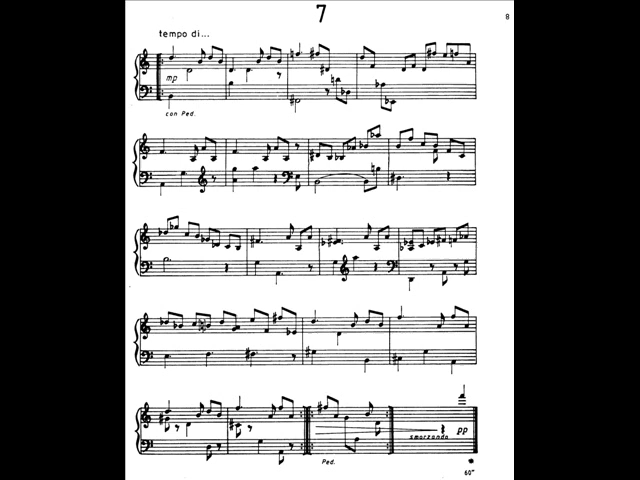 7
8
tempo di...
mp
con Ped.
smorzando
pp
Ped.
*
60"